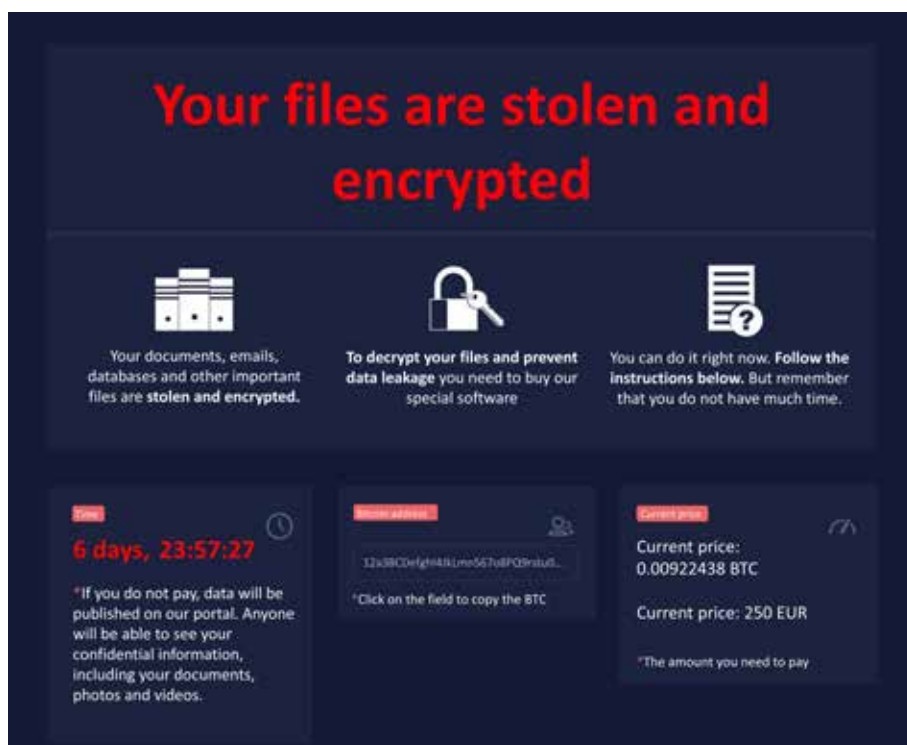 Your files are stolen and
encrypted
Your documents, emails,
databases and other important
files are stolen and encrypted.
To decrypt your files and prevent
data leakage you need to buy our
special software
You can do it right now. Follow the
instructions below. But remember
that you do not have much time.
Time
6 days, 23:57:27
*If you do not pay, data will be
published on our portal. Anyone
will be able to see your
confidential information,
including your documents,
photos and videos.
Bitcoin address
*Click on the field to copy the BTC
Current price
Current price:
0.00922438 BTC
Current price: 250 EUR
*The amount you need to pay